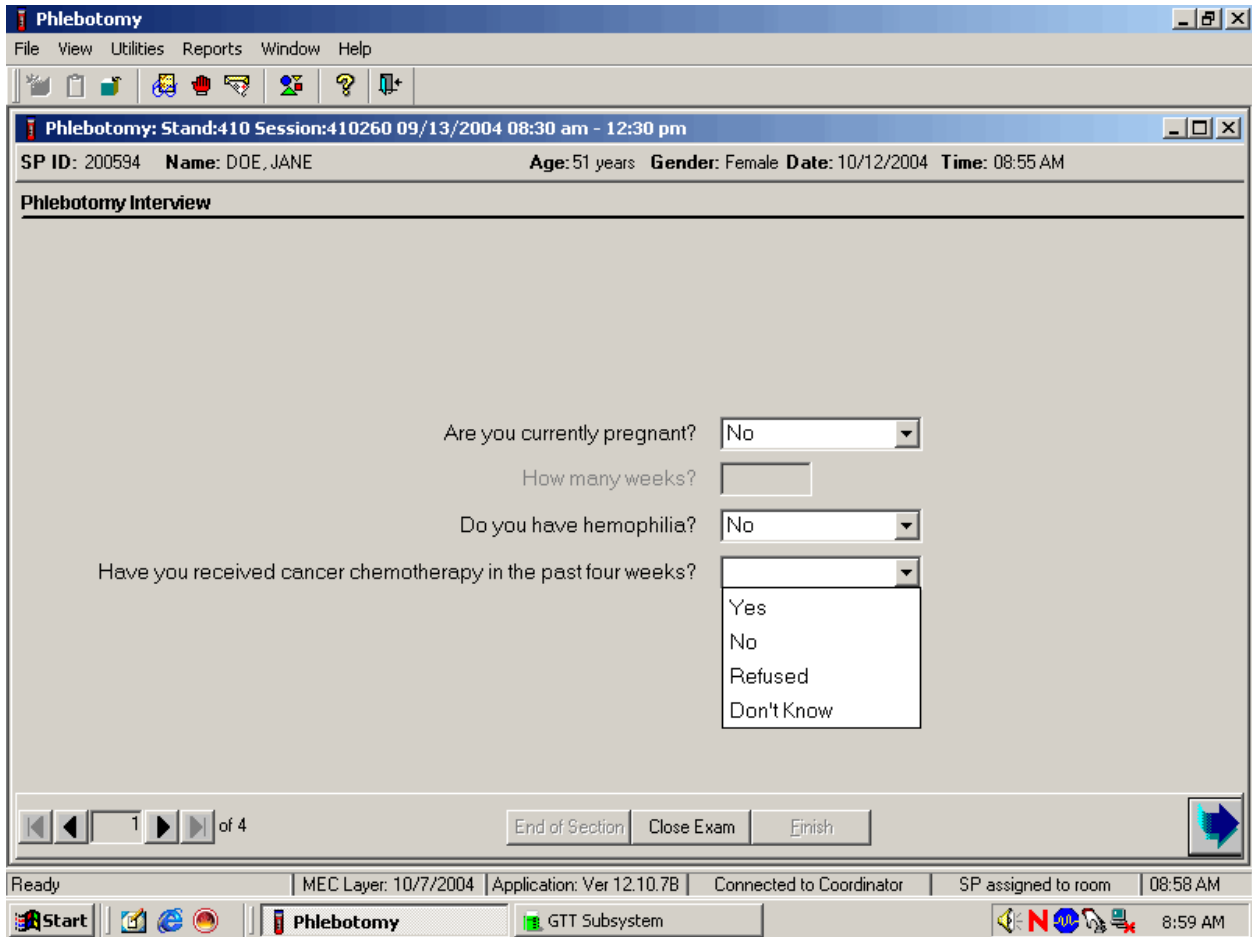 Phlebotomy
File View Utilities Reports Window Help
Phlebotomy: Stand:410 Session:410260 09/13/2004 08:30 am - 12:30 pm
SP ID: 200594 Name: DOE, JANE Age: 51 years Gender: Female Date: 10/12/2004 Time: 08:55 AM
Phlebotomy Interview
Are you currently pregnant? No
How many weeks?
Do you have hemophilia? No
Have you received cancer chemotherapy in the past four weeks?
Yes
No
Refused
Don't Know
1 of 4 End of Section Close Exam Finish
Ready MEC Layer: 10/7/2004 Application: Ver 12.10.7B Connected to Coordinator SP assigned to room 08:58 AM
Start Phlebotomy GTT Subsystem N 8:59 AM